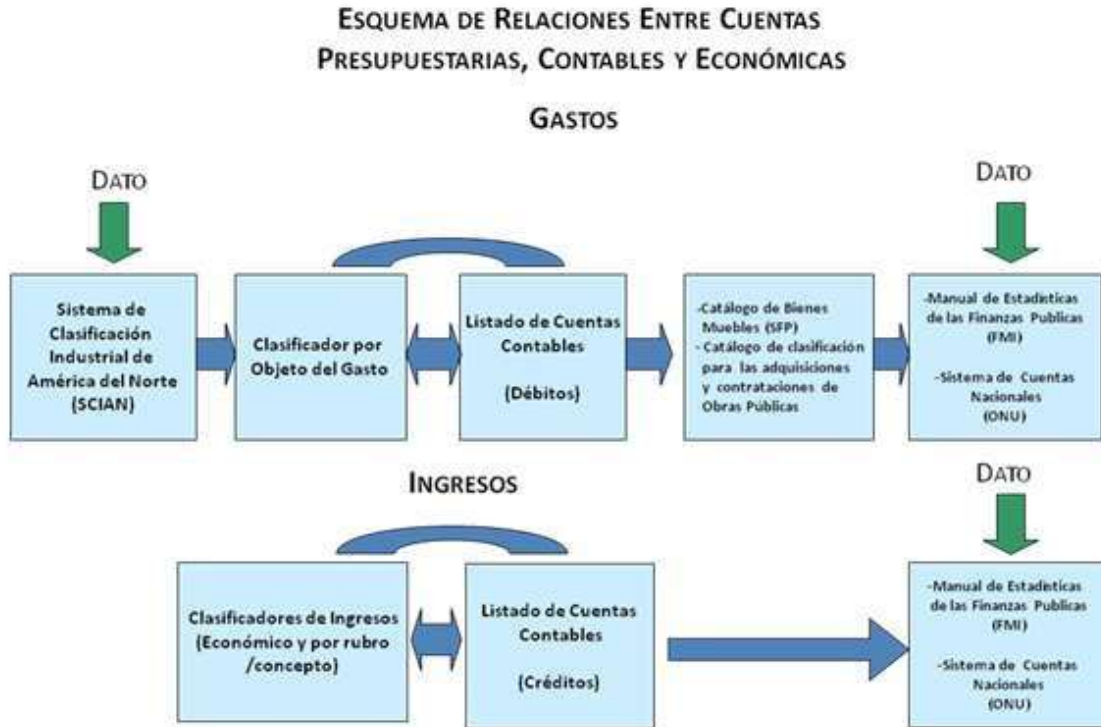 ESQUEMA DE RELACIONES ENTRE CUENTAS
PRESUPUESTARIAS, CONTABLES Y ECONÓMICAS
GASTOS
DATO
DATO
Sistema de
Clasificación
Industrial de
América del Norte
(SCIAN)
Clasificador por
Objeto del Gasto
Listado de Cuentas
Contables
(Débitos)
-Catálogo de Bienes
Muebles (SFP)
- Catálogo de clasificación
para las adquisiciones
y contrataciones de
Obras Públicas
-Manual de Estadísticas
de las Finanzas Publicas
(FMI)
-Sistema de Cuentas
Nacionales
(ONU)
INGRESOS
DATO
Clasificadores de Ingresos
(Económico y por rubro
/concepto)
Listado de Cuentas
Contables
(Créditos)
-Manual de Estadísticas
de las Finanzas Publica
(FMI)
-Sistema de Cuentas
Nacionales
(ONU)